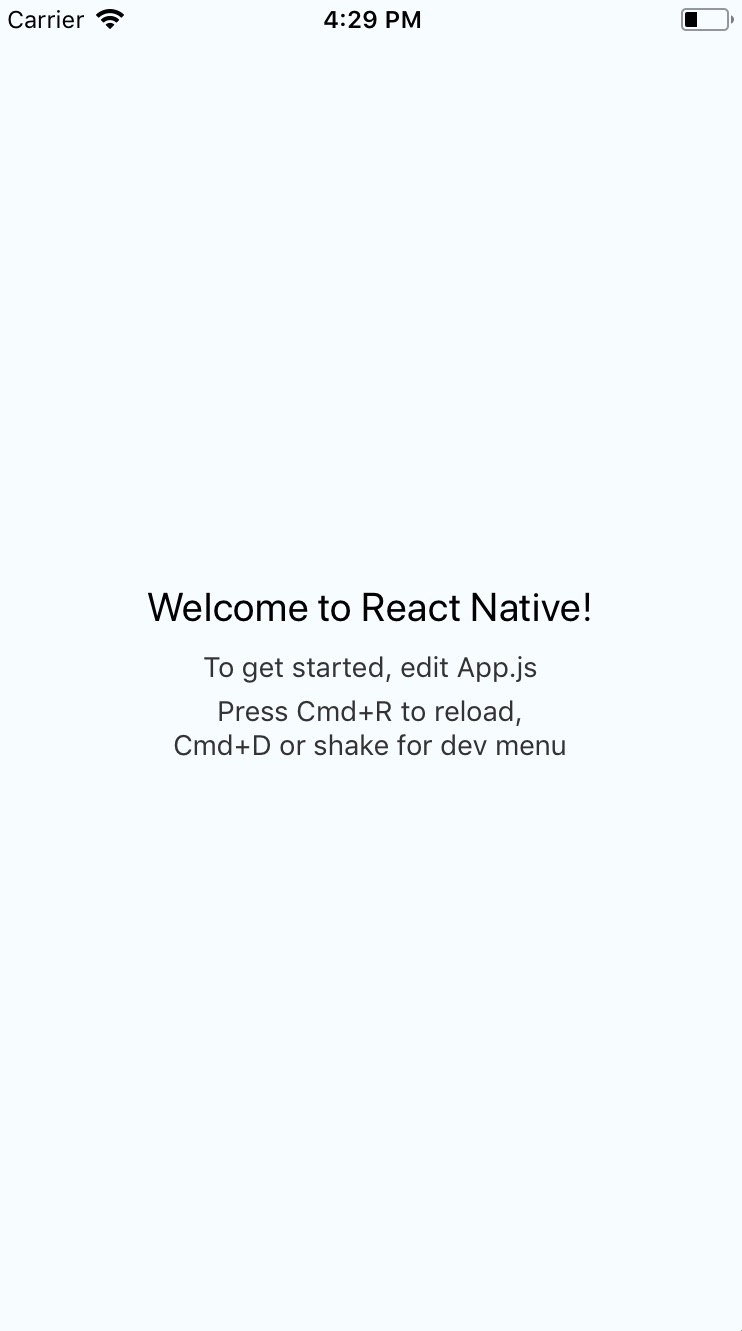 Carrier 4:29 PM
Welcome to React Native!
To get started, edit App.js
Press Cmd+R to reload,
Cmd+D or shake for dev menu